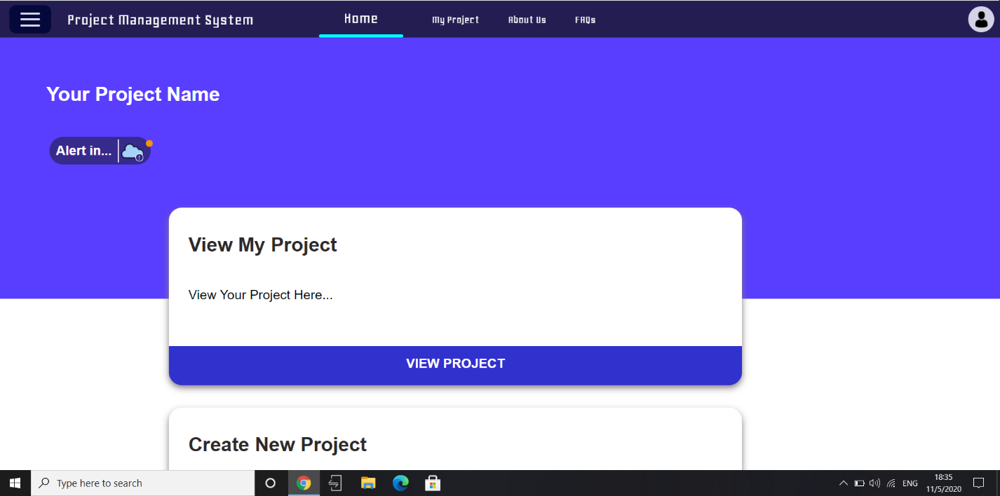 Project Management System
Home
My Project
About Us
FAQs
Your Project Name
Alert in...
View My Project
View Your Project Here...
VIEW PROJECT
Create New Project
Type here to search
ENG
18:35
11/5/2020